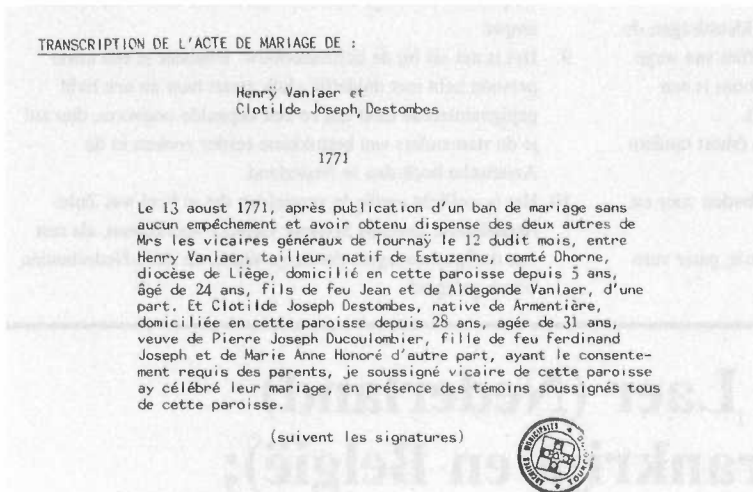 TRANSCRIPTION DE L'ACTE DE MARIAGE DE :
Henry Vanlaer et
Clotilde Joseph Destombes
1771
Le 13 aoust 1771, après publication d'un ban de mariage sans
aucun empêchement et avoir obtenu dispense des deux autres de
Mrs les vicaires généraux de Tournaÿ le 12 dudit mois, entre
Henry Vanlaer, tailleur, natif de Estuzenne, comté Dhorne,
diocèse de Liège, domicilié en cette paroisse depuis 5 ans,
âgé de 24 ans, fils de feu Jean et de Aldegonde Vanlaer, d'une
part. Et Clotilde Joseph Destombes, native de Armentière,
domiciliée en cette paroisse depuis 28 ans, agée de 31 ans,
veuve de Pierre Joseph Ducoulombier, fille de feu Ferdinand
Joseph et de Marie Anne Honoré d'autre part, ayant le consente-
ment requis des parents, je soussigné vicaire de cette paroisse
ay célébré leur mariage, en présence des témoins soussignés tous
de cette paroisse.
(suivent les signatures)
ARCHIVES MUNICIPALES